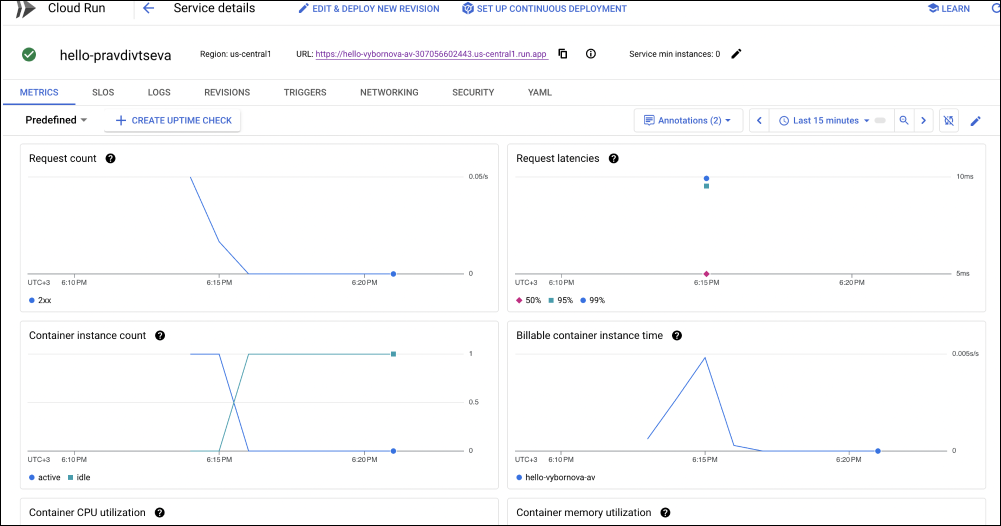 Cloud Run Service details EDIT & DEPLOY NEW REVISION SET UP CONTINUOUS DEPLOYMENT LEARN
hello-pravdivtseva Region: us-central1 URL: https://hello-vybornova-av-307056602443.us-central1.run.app Service min instances: 0
METRICS SLOS LOGS REVISIONS TRIGGERS NETWORKING SECURITY YAML
Predefined CREATE UPTIME CHECK Annotations (2) Last 15 minutes
Request count
0.05/s
0
UTC+3 6:10 PM 6:15 PM 6:20 PM
2xx
Request latencies
10ms
5ms
UTC+3 6:10 PM 6:15 PM 6:20 PM
50% 95% 99%
Container instance count
1
0.5
0
UTC+3 6:10 PM 6:15 PM 6:20 PM
active idle
Billable container instance time
0.005s/s
0
UTC+3 6:10 PM 6:15 PM 6:20 PM
hello-vybornova-av
Container CPU utilization
Container memory utilization